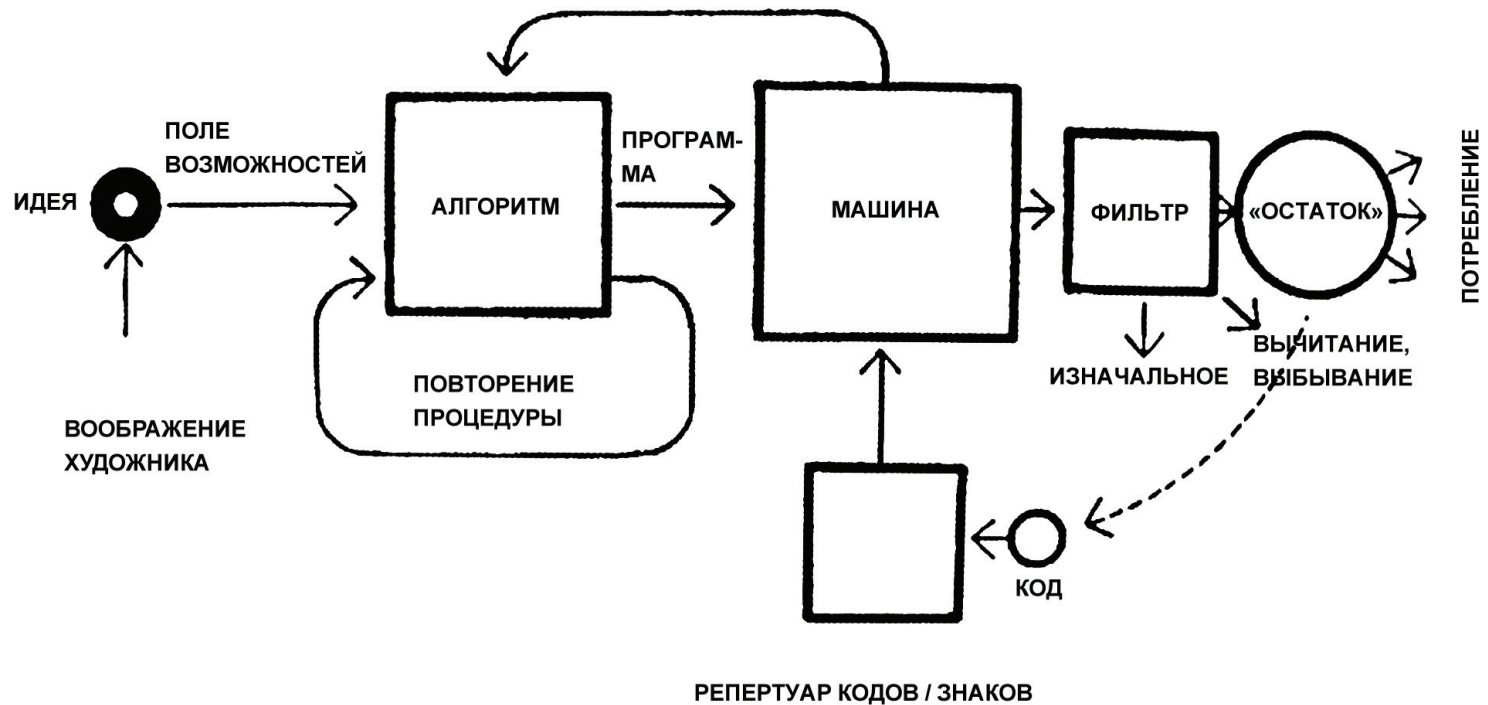 ПОЛЕ
ВОЗМОЖНОСТЕЙ
ИДЕЯ
ВООБРАЖЕНИЕ
ХУДОЖНИКА
АЛГОРИТМ
ПОВТОРЕНИЕ
ПРОЦЕДУРЫ
ПРОГРАМ-
МА
МАШИНА
ФИЛЬТР
«ОСТАТОК»
ПОТРЕБЛЕНИЕ
ИЗНАЧАЛЬНОЕ
ВЫЧИТАНИЕ,
ВЫБЫВАНИЕ
КОД
РЕПЕРТУАР КОДОВ / ЗНАКОВ